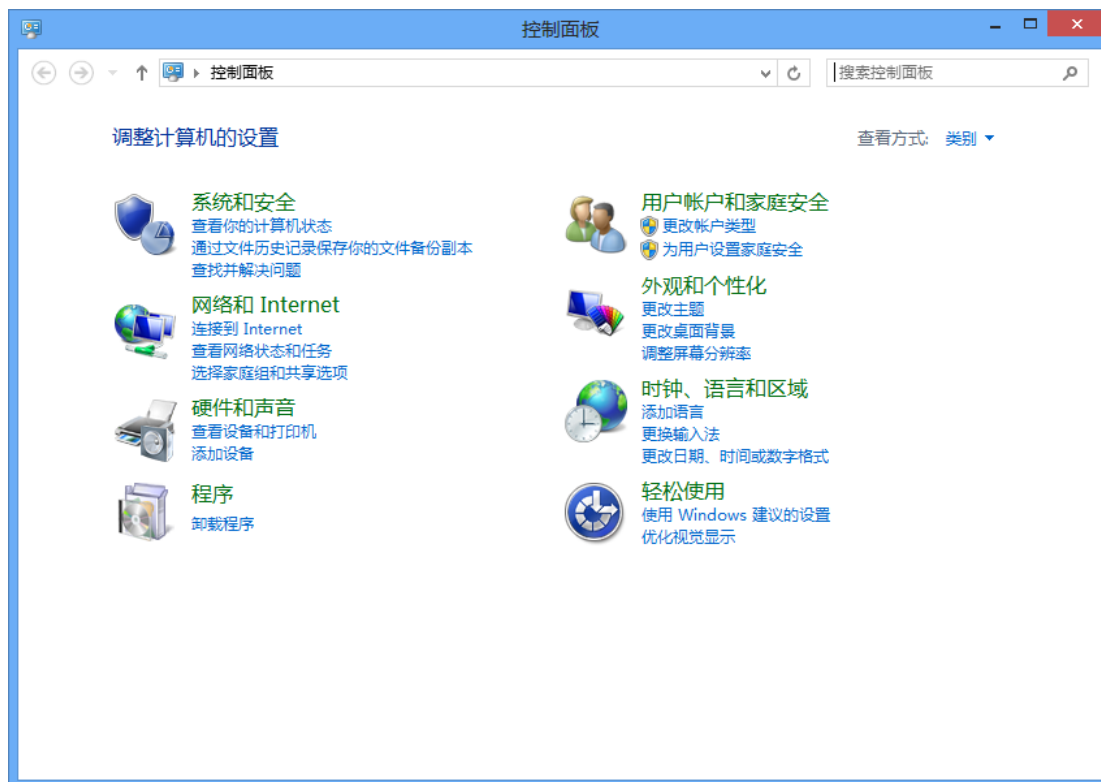 控制面板
控制面板
搜索控制面板
调整计算机的设置
查看方式: 类别
系统和安全
查看你的计算机状态
通过文件历史记录保存你的文件备份副本
查找并解决问题
网络和 Internet
连接到 Internet
查看网络状态和任务
选择家庭组和共享选项
硬件和声音
查看设备和打印机
添加设备
程序
卸载程序
用户帐户和家庭安全
更改帐户类型
为用户设置家庭安全
外观和个性化
更改主题
更改桌面背景
调整屏幕分辨率
时钟、语言和区域
添加语言
更换输入法
更改日期、时间或数字格式
轻松使用
使用 Windows 建议的设置
优化视觉显示